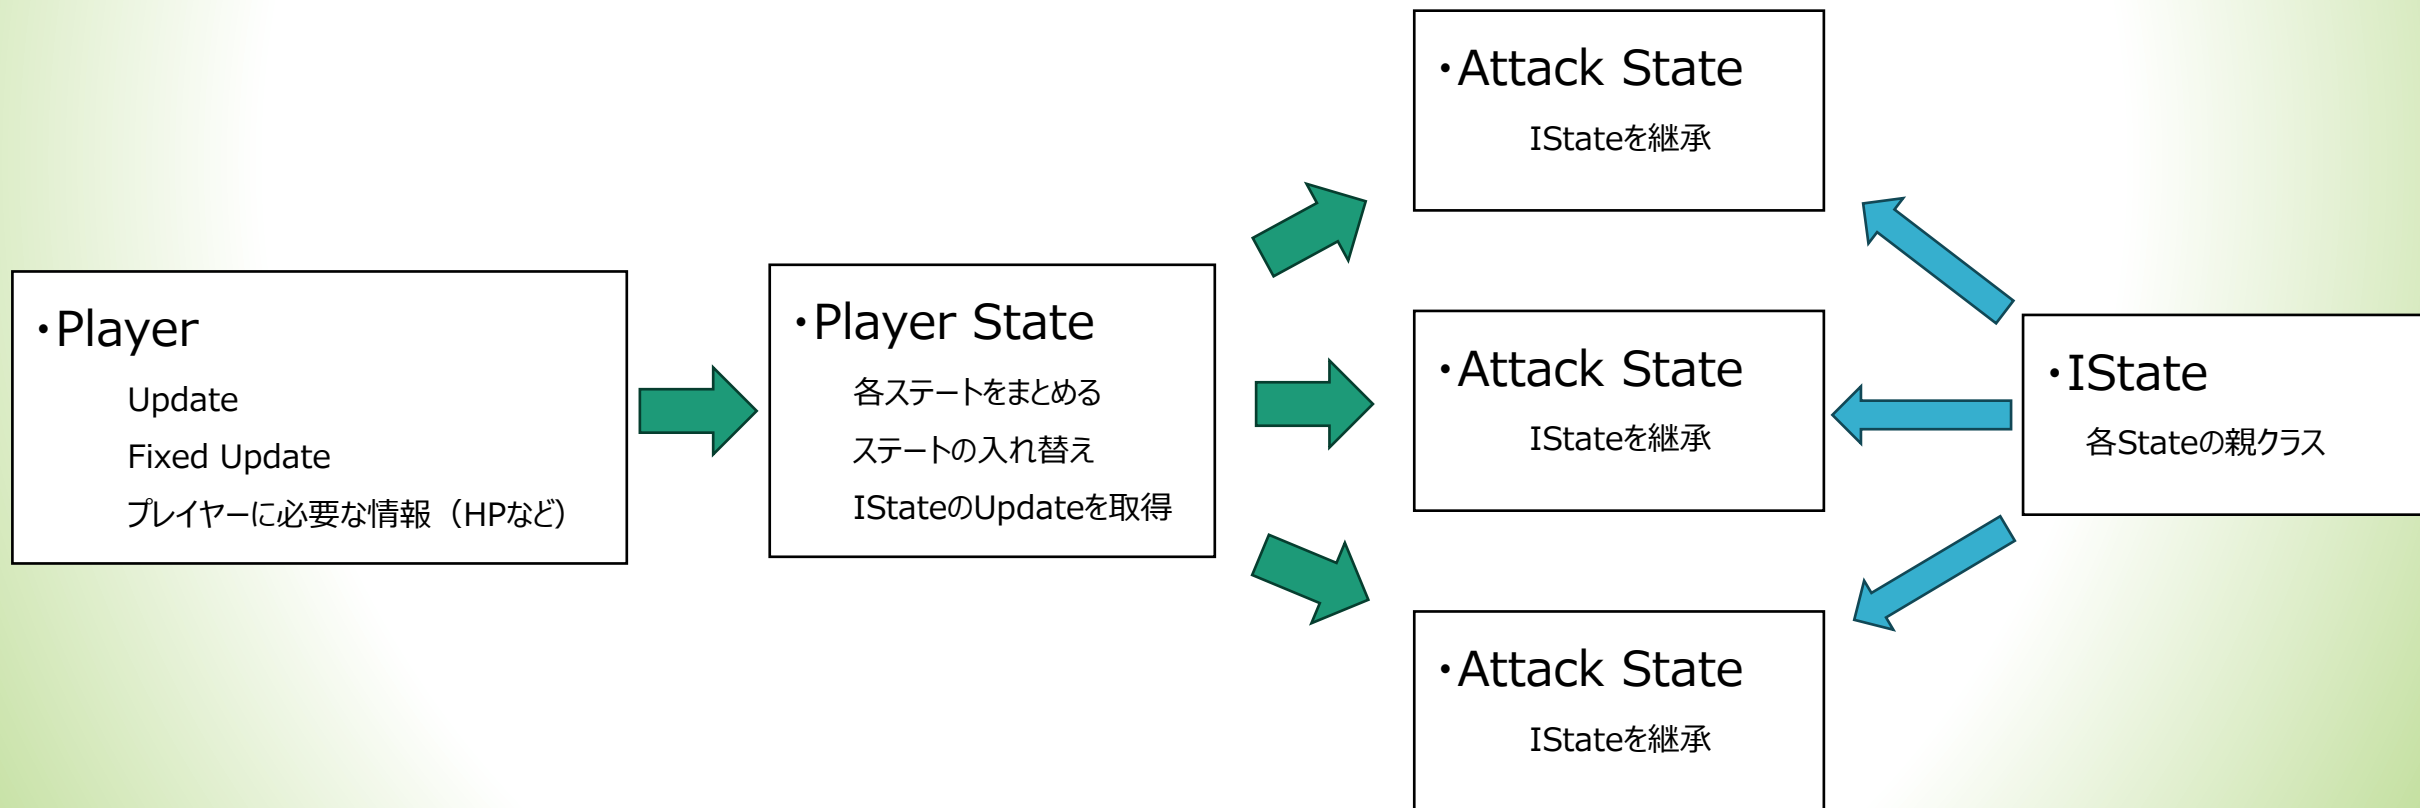 ・Player
Update
Fixed Update
プレイヤーに必要な情報（HPなど）
・Player State
各ステートをまとめる
ステートの入れ替え
IStateのUpdateを取得
・Attack State
IStateを継承
・Attack State
IStateを継承
・Attack State
IStateを継承
・IState
各Stateの親クラス